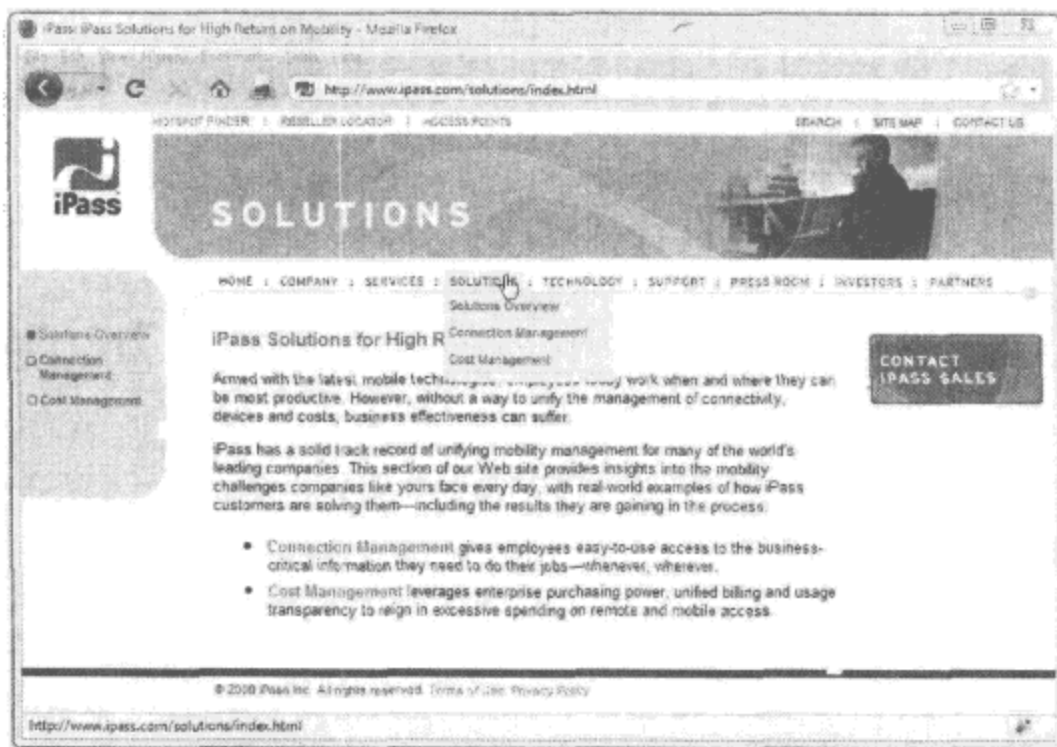 iPass: iPass Solutions for High Return on Mobility - Mozilla Firefox
File Edit View History Bookmarks Tools Help
http://www.ipass.com/solutions/index.html
HOTSPOT FINDER : RESELLER LOCATOR : ACCESS POINTS
SEARCH : SITE MAP : CONTACT US
iPass
SOLUTIONS
HOME : COMPANY : SERVICES : SOLUTIONS : TECHNOLOGY : SUPPORT : PRESS ROOM : INVESTORS : PARTNERS
Solutions Overview
Connection Management
Cost Management
Solutions Overview
Connection
Management
Cost Management
iPass Solutions for High R
CONTACT
IPASS SALES
Armed with the latest mobile employees today work when and where they can
be most productive. However, without a way to unify the management of connectivity,
devices and costs, business effectiveness can suffer.
iPass has a solid track record of unifying mobility management for many of the world's
leading companies. This section of our Web site provides insights into the mobility
challenges companies like yours face every day, with real-world examples of how iPass
customers are solving them—including the results they are gaining in the process.
• Connection Management gives employees easy-to-use access to the business-
critical information they need to do their jobs—whenever, wherever.
• Cost Management leverages enterprise purchasing power, unified billing and usage
transparency to reign in excessive spending on remote and mobile access.
iPass Inc. All rights reserved. Terms of Use Privacy Policy
http://www.ipass.com/solutions/index.html